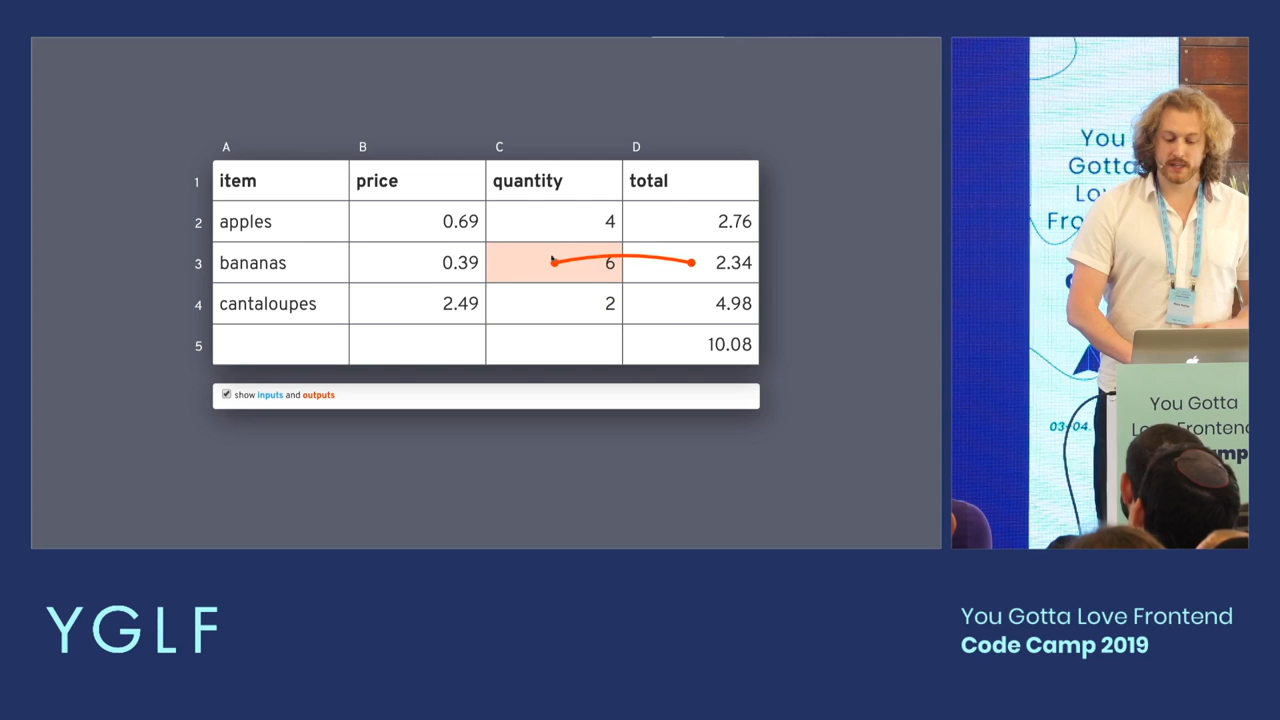 A B C D
1 item price quantity total
2 apples 0.69 4 2.76
3 bananas 0.39 6 2.34
4 cantaloupes 2.49 2 4.98
5 10.08
show inputs and outputs
You
Gotta
03-04
You Gotta
YGLF
You Gotta Love Frontend
Code Camp 2019